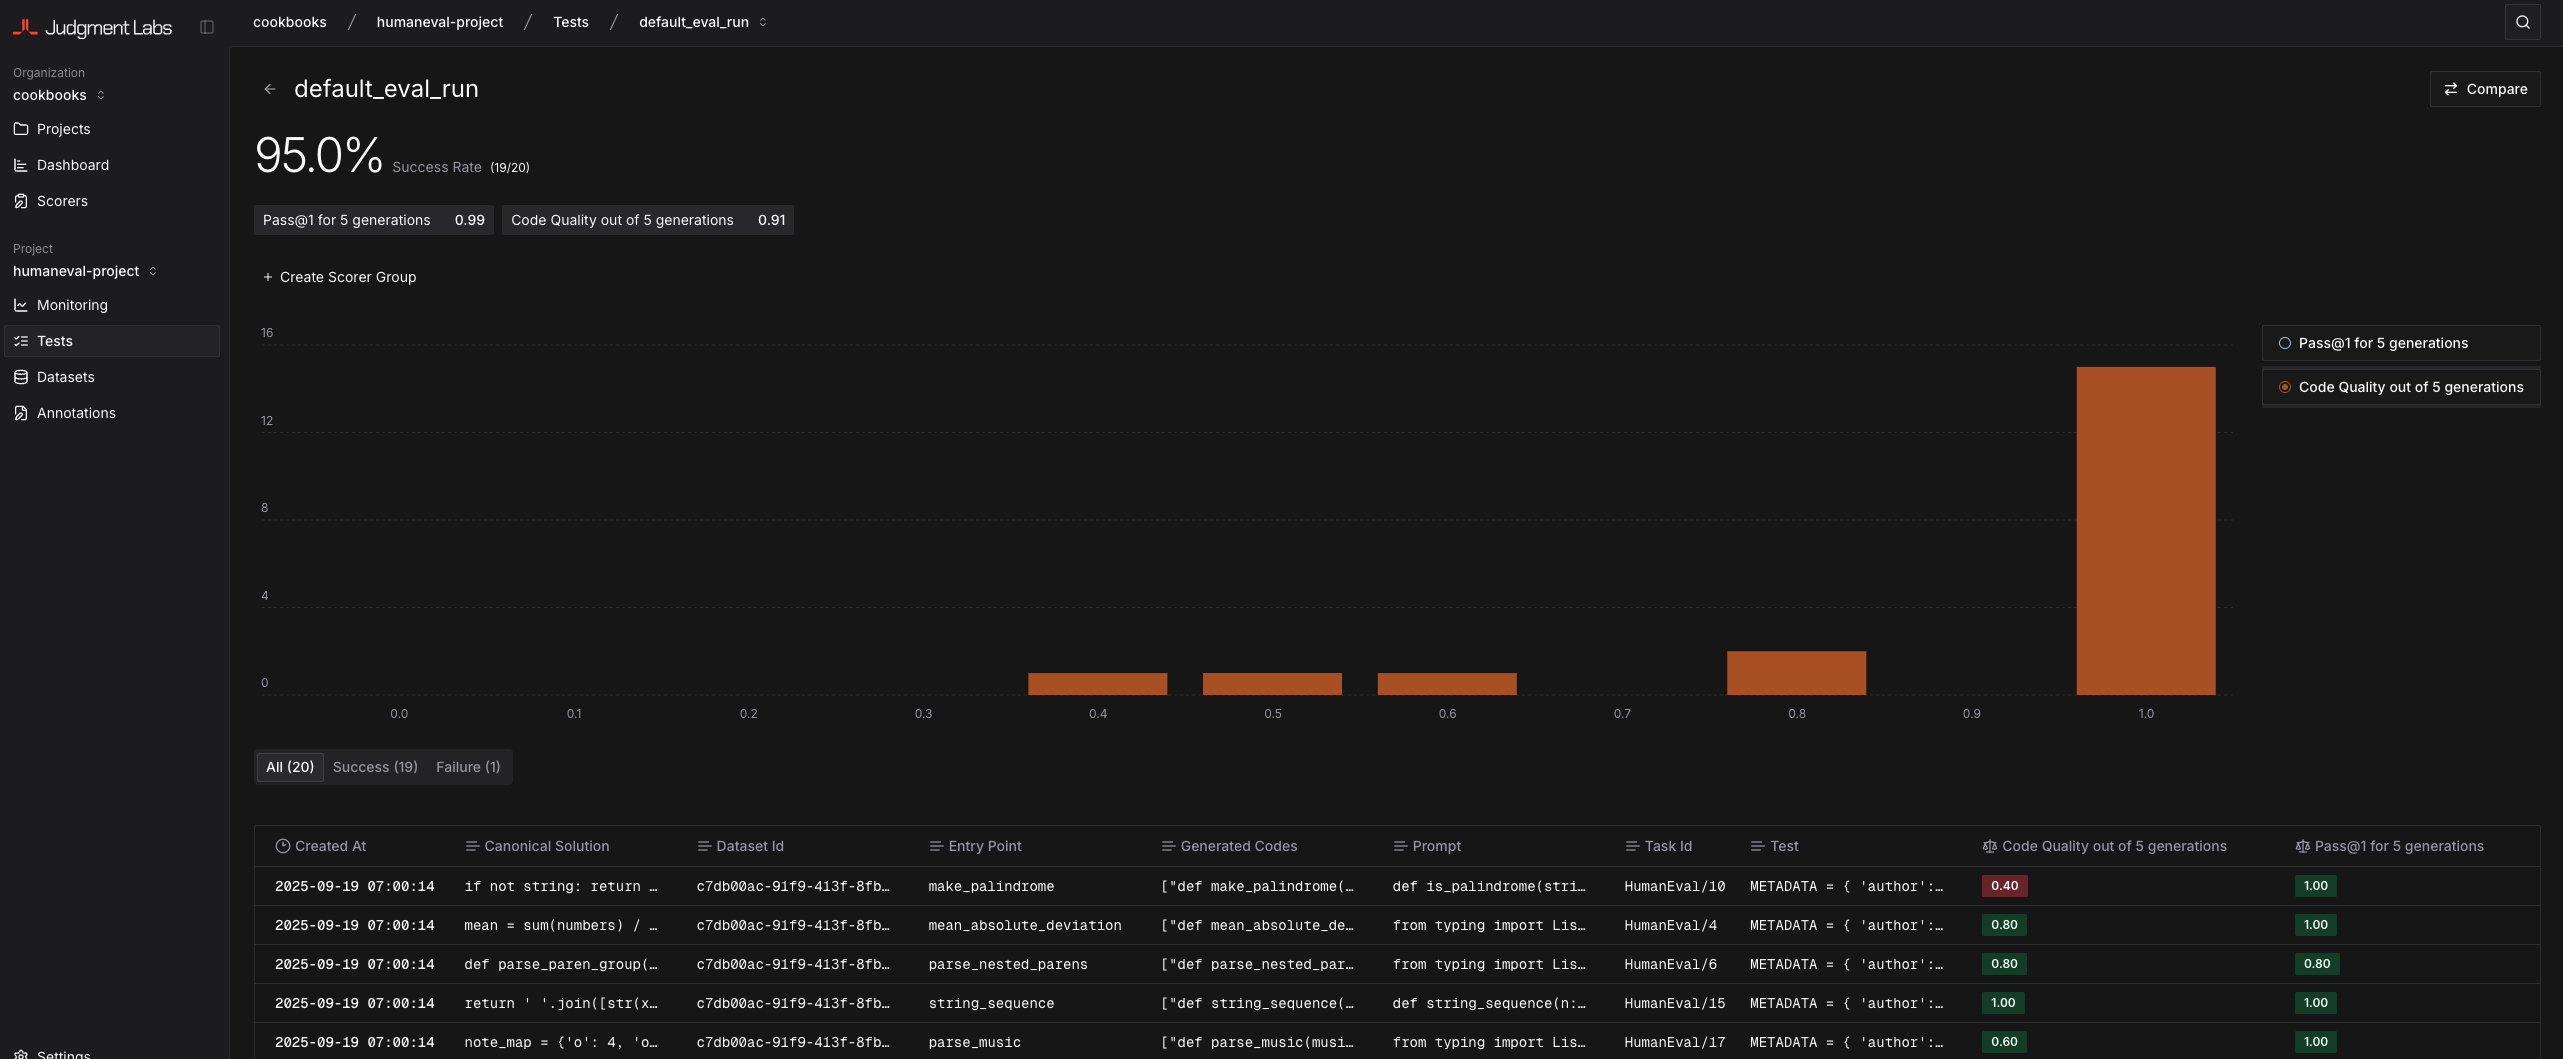 Judgment Labs
cookbooks / humaneval-project / Tests / default_eval_run
Organization
cookbooks
Projects
Dashboard
Scorers
Project
humaneval-project
Monitoring
Tests
Datasets
Annotations
Settings
default_eval_run
Compare
95.0% Success Rate (19/20)
Pass@1 for 5 generations 0.99 Code Quality out of 5 generations 0.91
+ Create Scorer Group
16
12
8
4
0
0.0 0.1 0.2 0.3 0.4 0.5 0.6 0.7 0.8 0.9 1.0
Pass@1 for 5 generations
Code Quality out of 5 generations
All (20) Success (19) Failure (1)
Created At Canonical Solution Dataset Id Entry Point Generated Codes Prompt Task Id Test Code Quality out of 5 generations Pass@1 for 5 generations
2025-09-19 07:00:14 if not string: return … c7db00ac-91f9-413f-8fb… make_palindrome ["def make_palindrome(… def is_palindrome(stri… HumanEval/10 METADATA = { 'author':… 0.40 1.00
2025-09-19 07:00:14 mean = sum(numbers) / … c7db00ac-91f9-413f-8fb… mean_absolute_deviation ["def mean_absolute_de… from typing import Lis… HumanEval/4 METADATA = { 'author':… 0.80 1.00
2025-09-19 07:00:14 def parse_paren_group(… c7db00ac-91f9-413f-8fb… parse_nested_parens ["def parse_nested_par… from typing import Lis… HumanEval/6 METADATA = { 'author':… 0.80 0.80
2025-09-19 07:00:14 return ' '.join([str(x… c7db00ac-91f9-413f-8fb… string_sequence ["def string_sequence(… def string_sequence(n:… HumanEval/15 METADATA = { 'author':… 1.00 1.00
2025-09-19 07:00:14 note_map = {'o': 4, 'o… c7db00ac-91f9-413f-8fb… parse_music ["def parse_music(musi… from typing import Lis… HumanEval/17 METADATA = { 'author':… 0.60 1.00